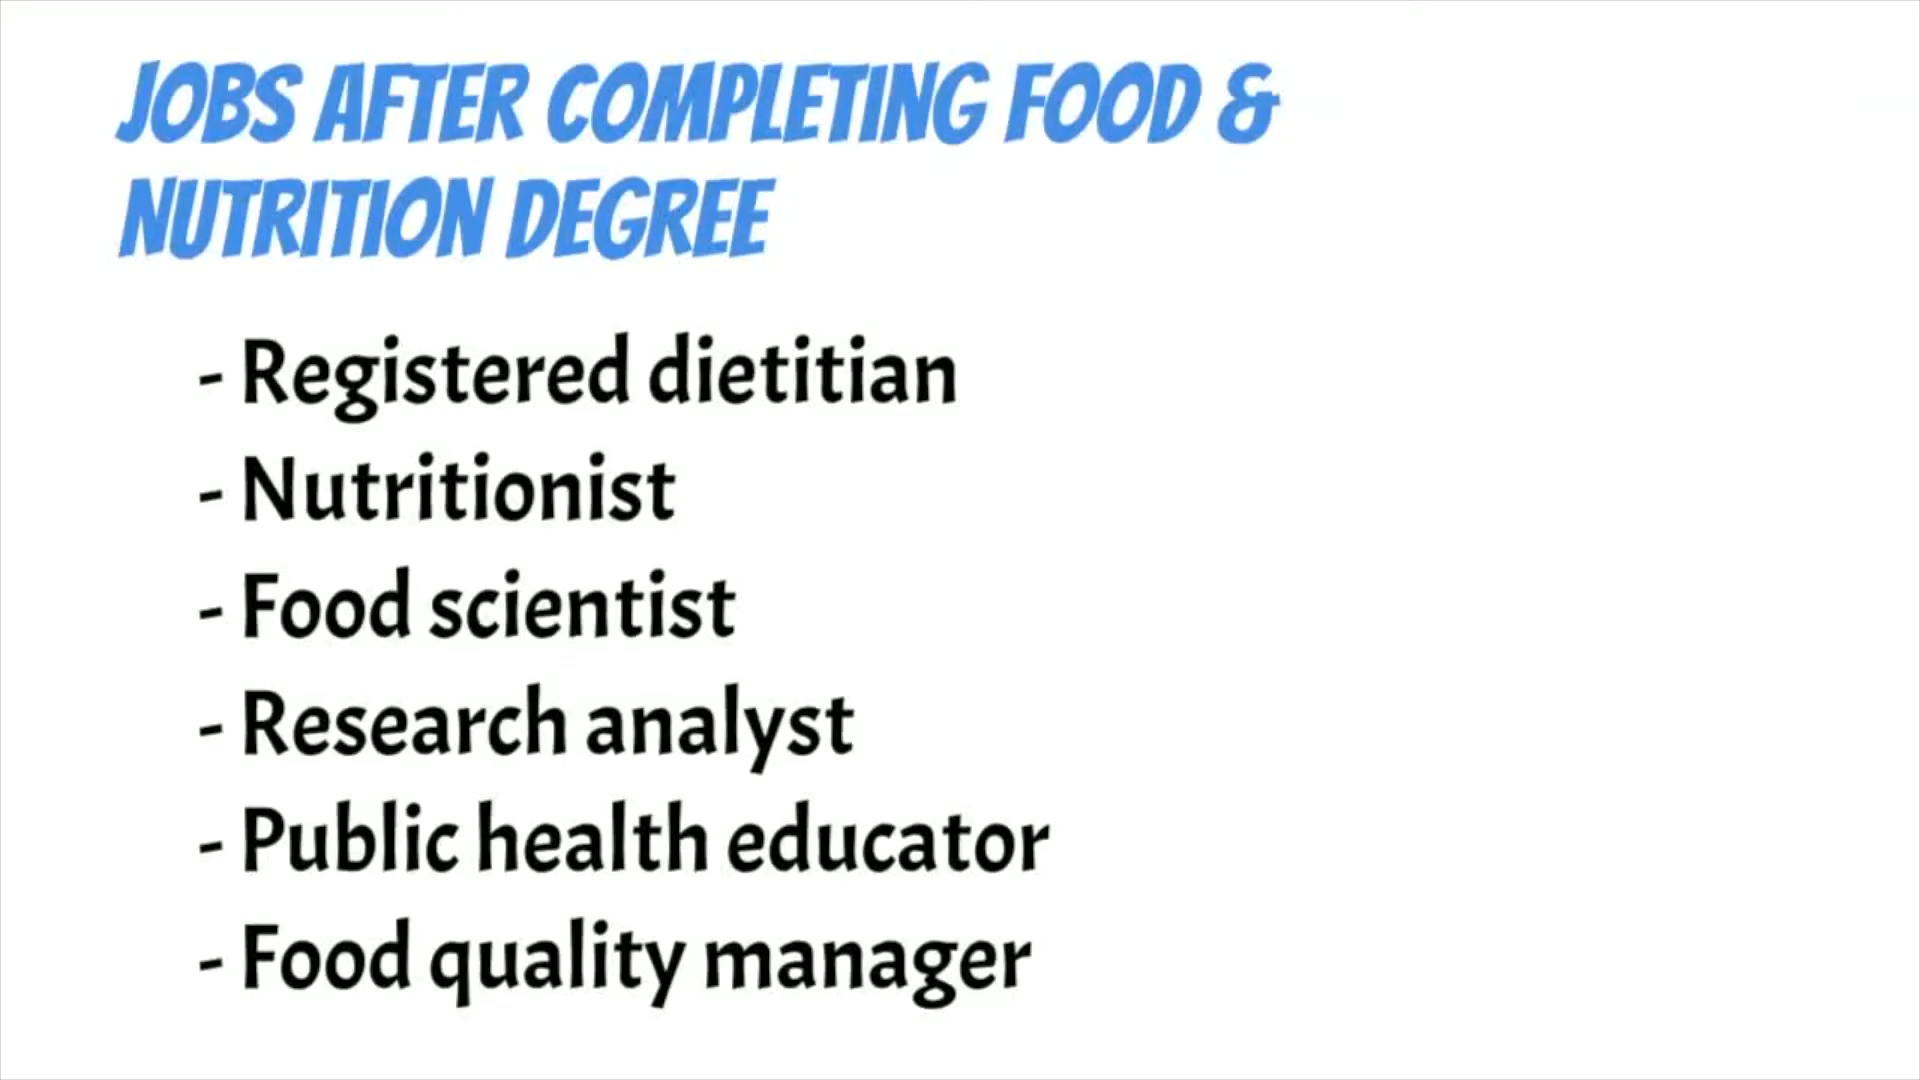 JOBS AFTER COMPLETING FOOD &
NUTRITION DEGREE
- Registered dietitian
- Nutritionist
- Food scientist
- Research analyst
- Public health educator
- Food quality manager